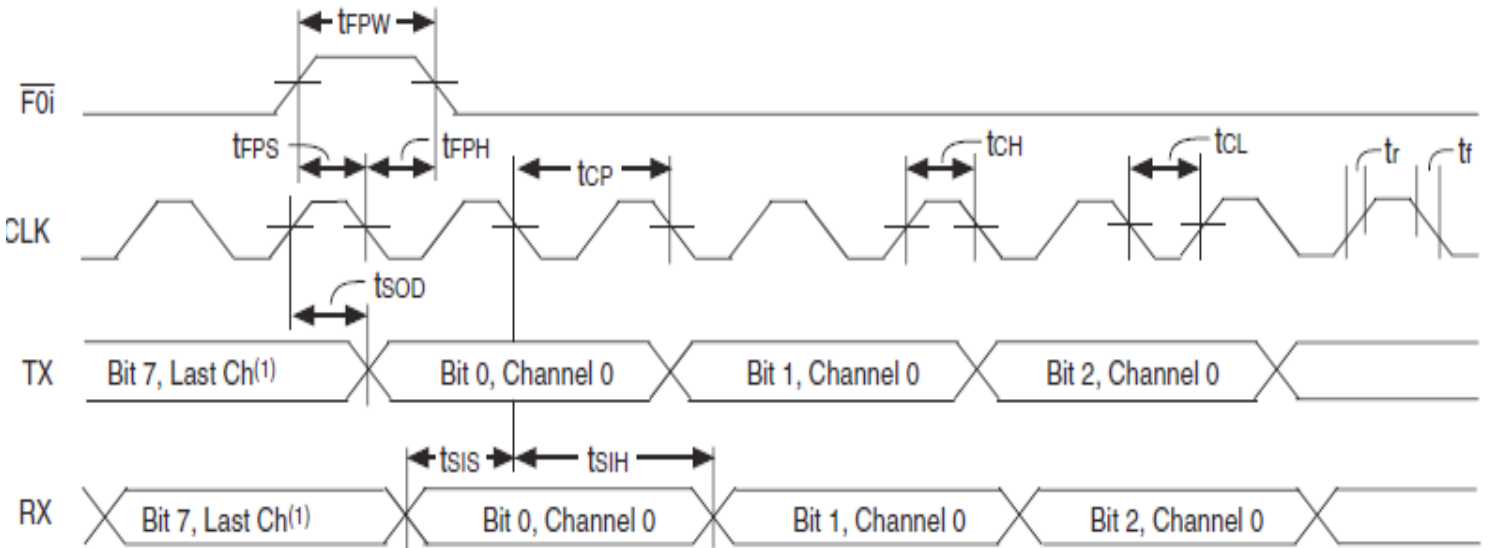 tFPW
F0i
tFPS tFPH tCP tCH tCL tr tf
CLK
tSOD
TX Bit 7, Last Ch(1) Bit 0, Channel 0 Bit 1, Channel 0 Bit 2, Channel 0
tSIS tSIH
RX Bit 7, Last Ch(1) Bit 0, Channel 0 Bit 1, Channel 0 Bit 2, Channel 0